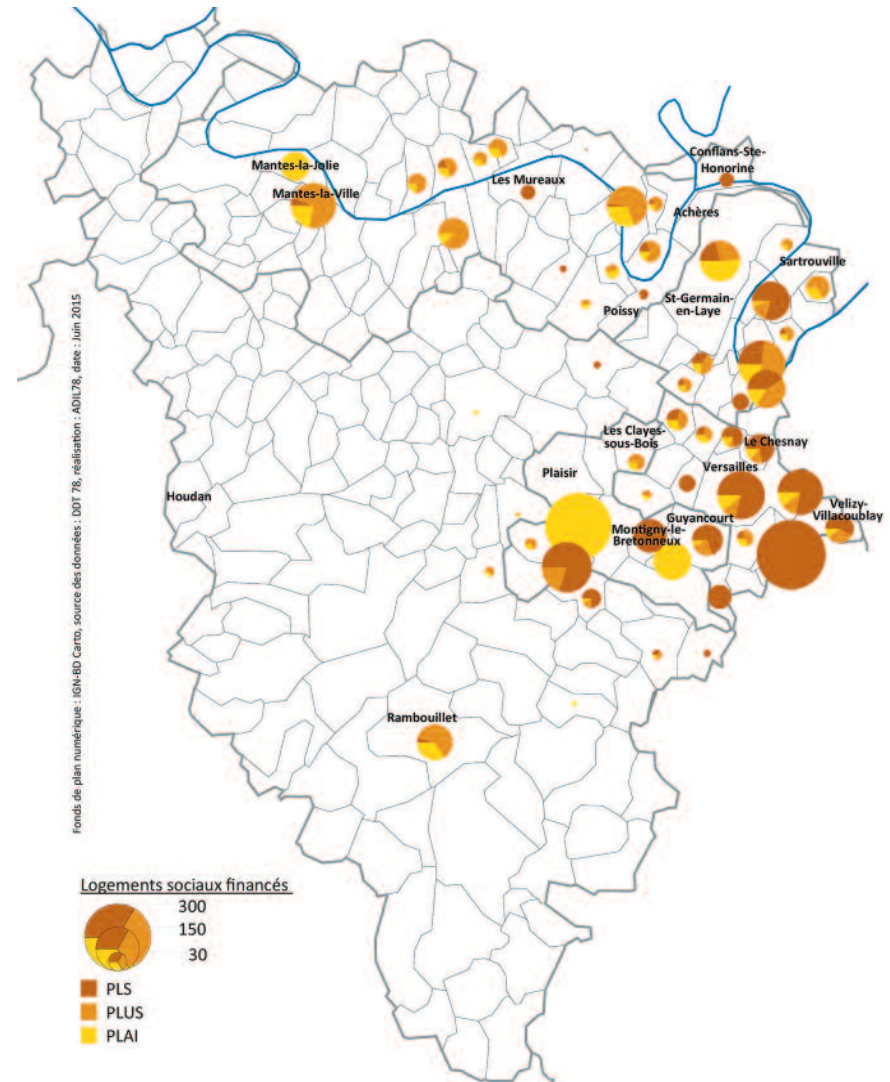 Conflans-Ste-
Honorine
Mantes-la-Jolie
Les Mureaux
Mantes-la-Ville
Achères
Sartrouville
St-Germain-
en-Laye
Poissy
Les Clayes-
sous-Bois
Le Chesnay
Plaisir
Versailles
Houdan
Velizy-
Villacoublay
Guyancourt
Montigny-le-
Bretonneux
Rambouillet
Fonds de plan numérique : IGN-BD Carto, source des données : DDT 78, réalisation : ADIL78, date : Juin 2015
Logements sociaux financés
300
150
30
PLS
PLUS
PLAI